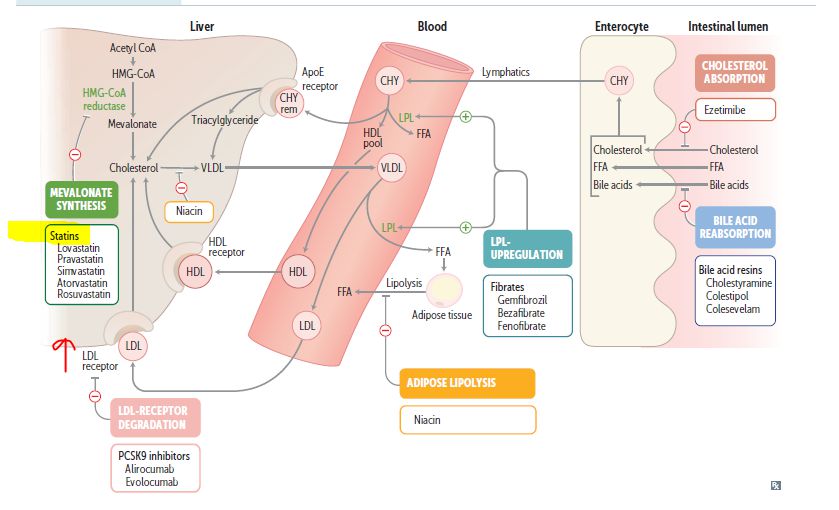 Liver
Blood
Enterocyte
Intestinal lumen
Acetyl CoA
HMG-CoA
HMG-CoA
reductase
Mevalonate
Cholesterol
Triacylglyceride
VLDL
Niacin
MEVALONATE
SYNTHESIS
Statins
Lovastatin
Pravastatin
Simvastatin
Atorvastatin
Rosuvastatin
ApoE
receptor
CHY
rem
HDL
receptor
HDL
LDL
receptor
LDL
LDL-RECEPTOR
DEGRADATION
PCSK9 inhibitors
Alirocumab
Evolocumab
CHY
LPL
FFA
HDL
pool
VLDL
LPL
FFA
HDL
LDL
FFA
Lipolysis
Adipose tissue
Lymphatics
LPL-
UPREGULATION
Fibrates
Gemfibrozil
Bezafibrate
Fenofibrate
ADIPOSE LIPOLYSIS
Niacin
CHY
Cholesterol
FFA
Bile acids
CHOLESTEROL
ABSORPTION
Ezetimibe
Cholesterol
FFA
Bile acids
BILE ACID
REABSORPTION
Bile acid resins
Cholestyramine
Colestipol
Colesevelam
Rx